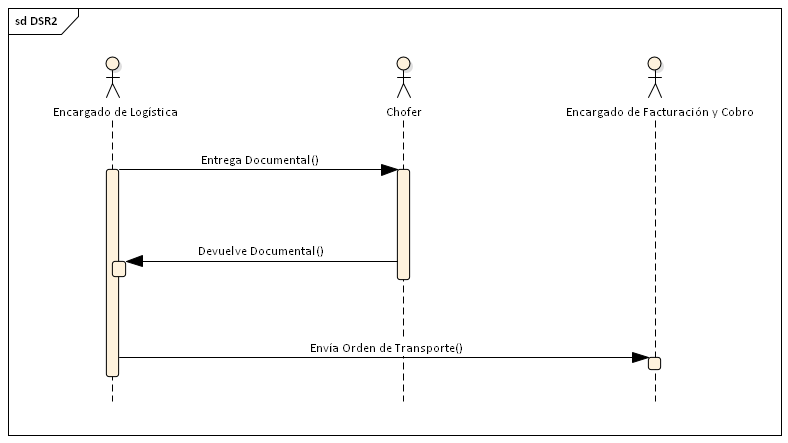 sd DSR2
Encargado de Logística
Chofer
Encargado de Facturación y Cobro
Entrega Documental()
Devuelve Documental()
Envía Orden de Transporte()